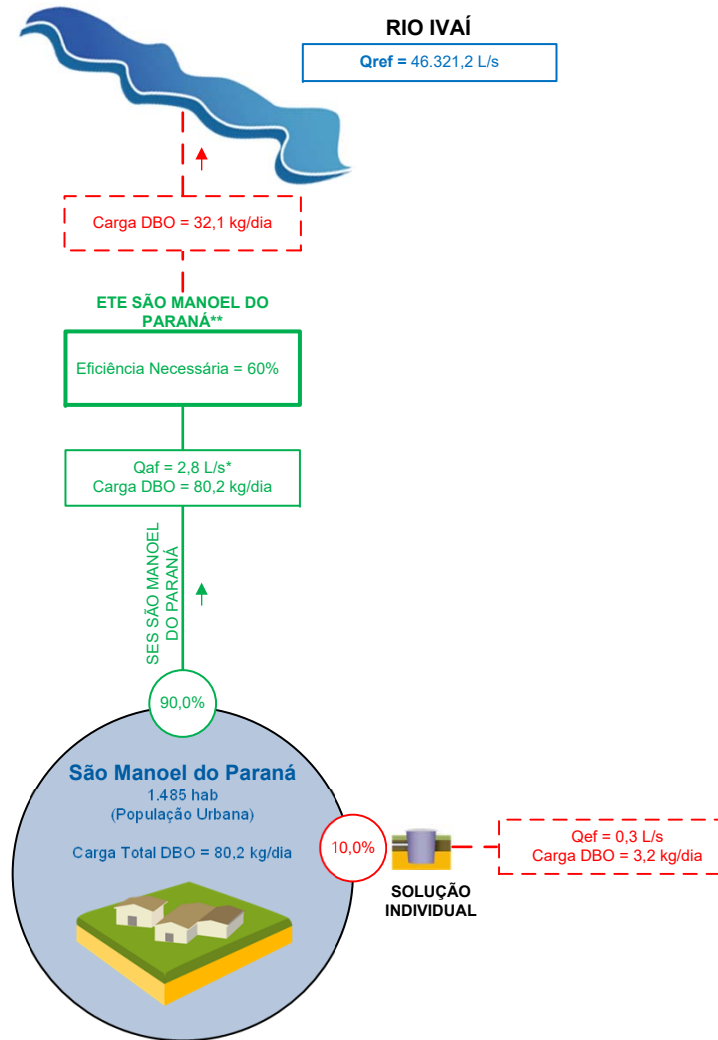 RIO IVAÍ
Qref = 46.321,2 L/s
Carga DBO = 32,1 kg/dia
ETE SÃO MANOEL DO
PARANÁ**
Eficiência Necessária = 60%
Qaf = 2,8 L/s*
Carga DBO = 80,2 kg/dia
SES SÃO MANOEL
DO PARANÁ
90,0%
São Manoel do Paraná
1.485 hab
(População Urbana)
Carga Total DBO = 80,2 kg/dia
10,0%
SOLUÇÃO
INDIVIDUAL
Qef = 0,3 L/s
Carga DBO = 3,2 kg/dia